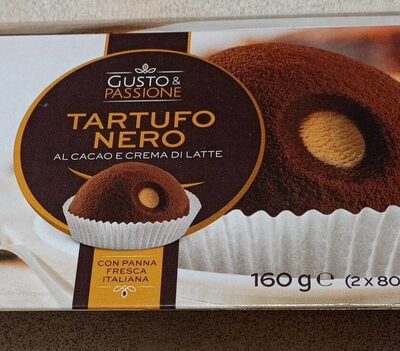 GUSTO &
PASSIONE
TARTUFO
NERO
AL CACAO E CREMA DI LATTE
CON PANNA
FRESCA
ITALIANA
160 g e (2 x 80